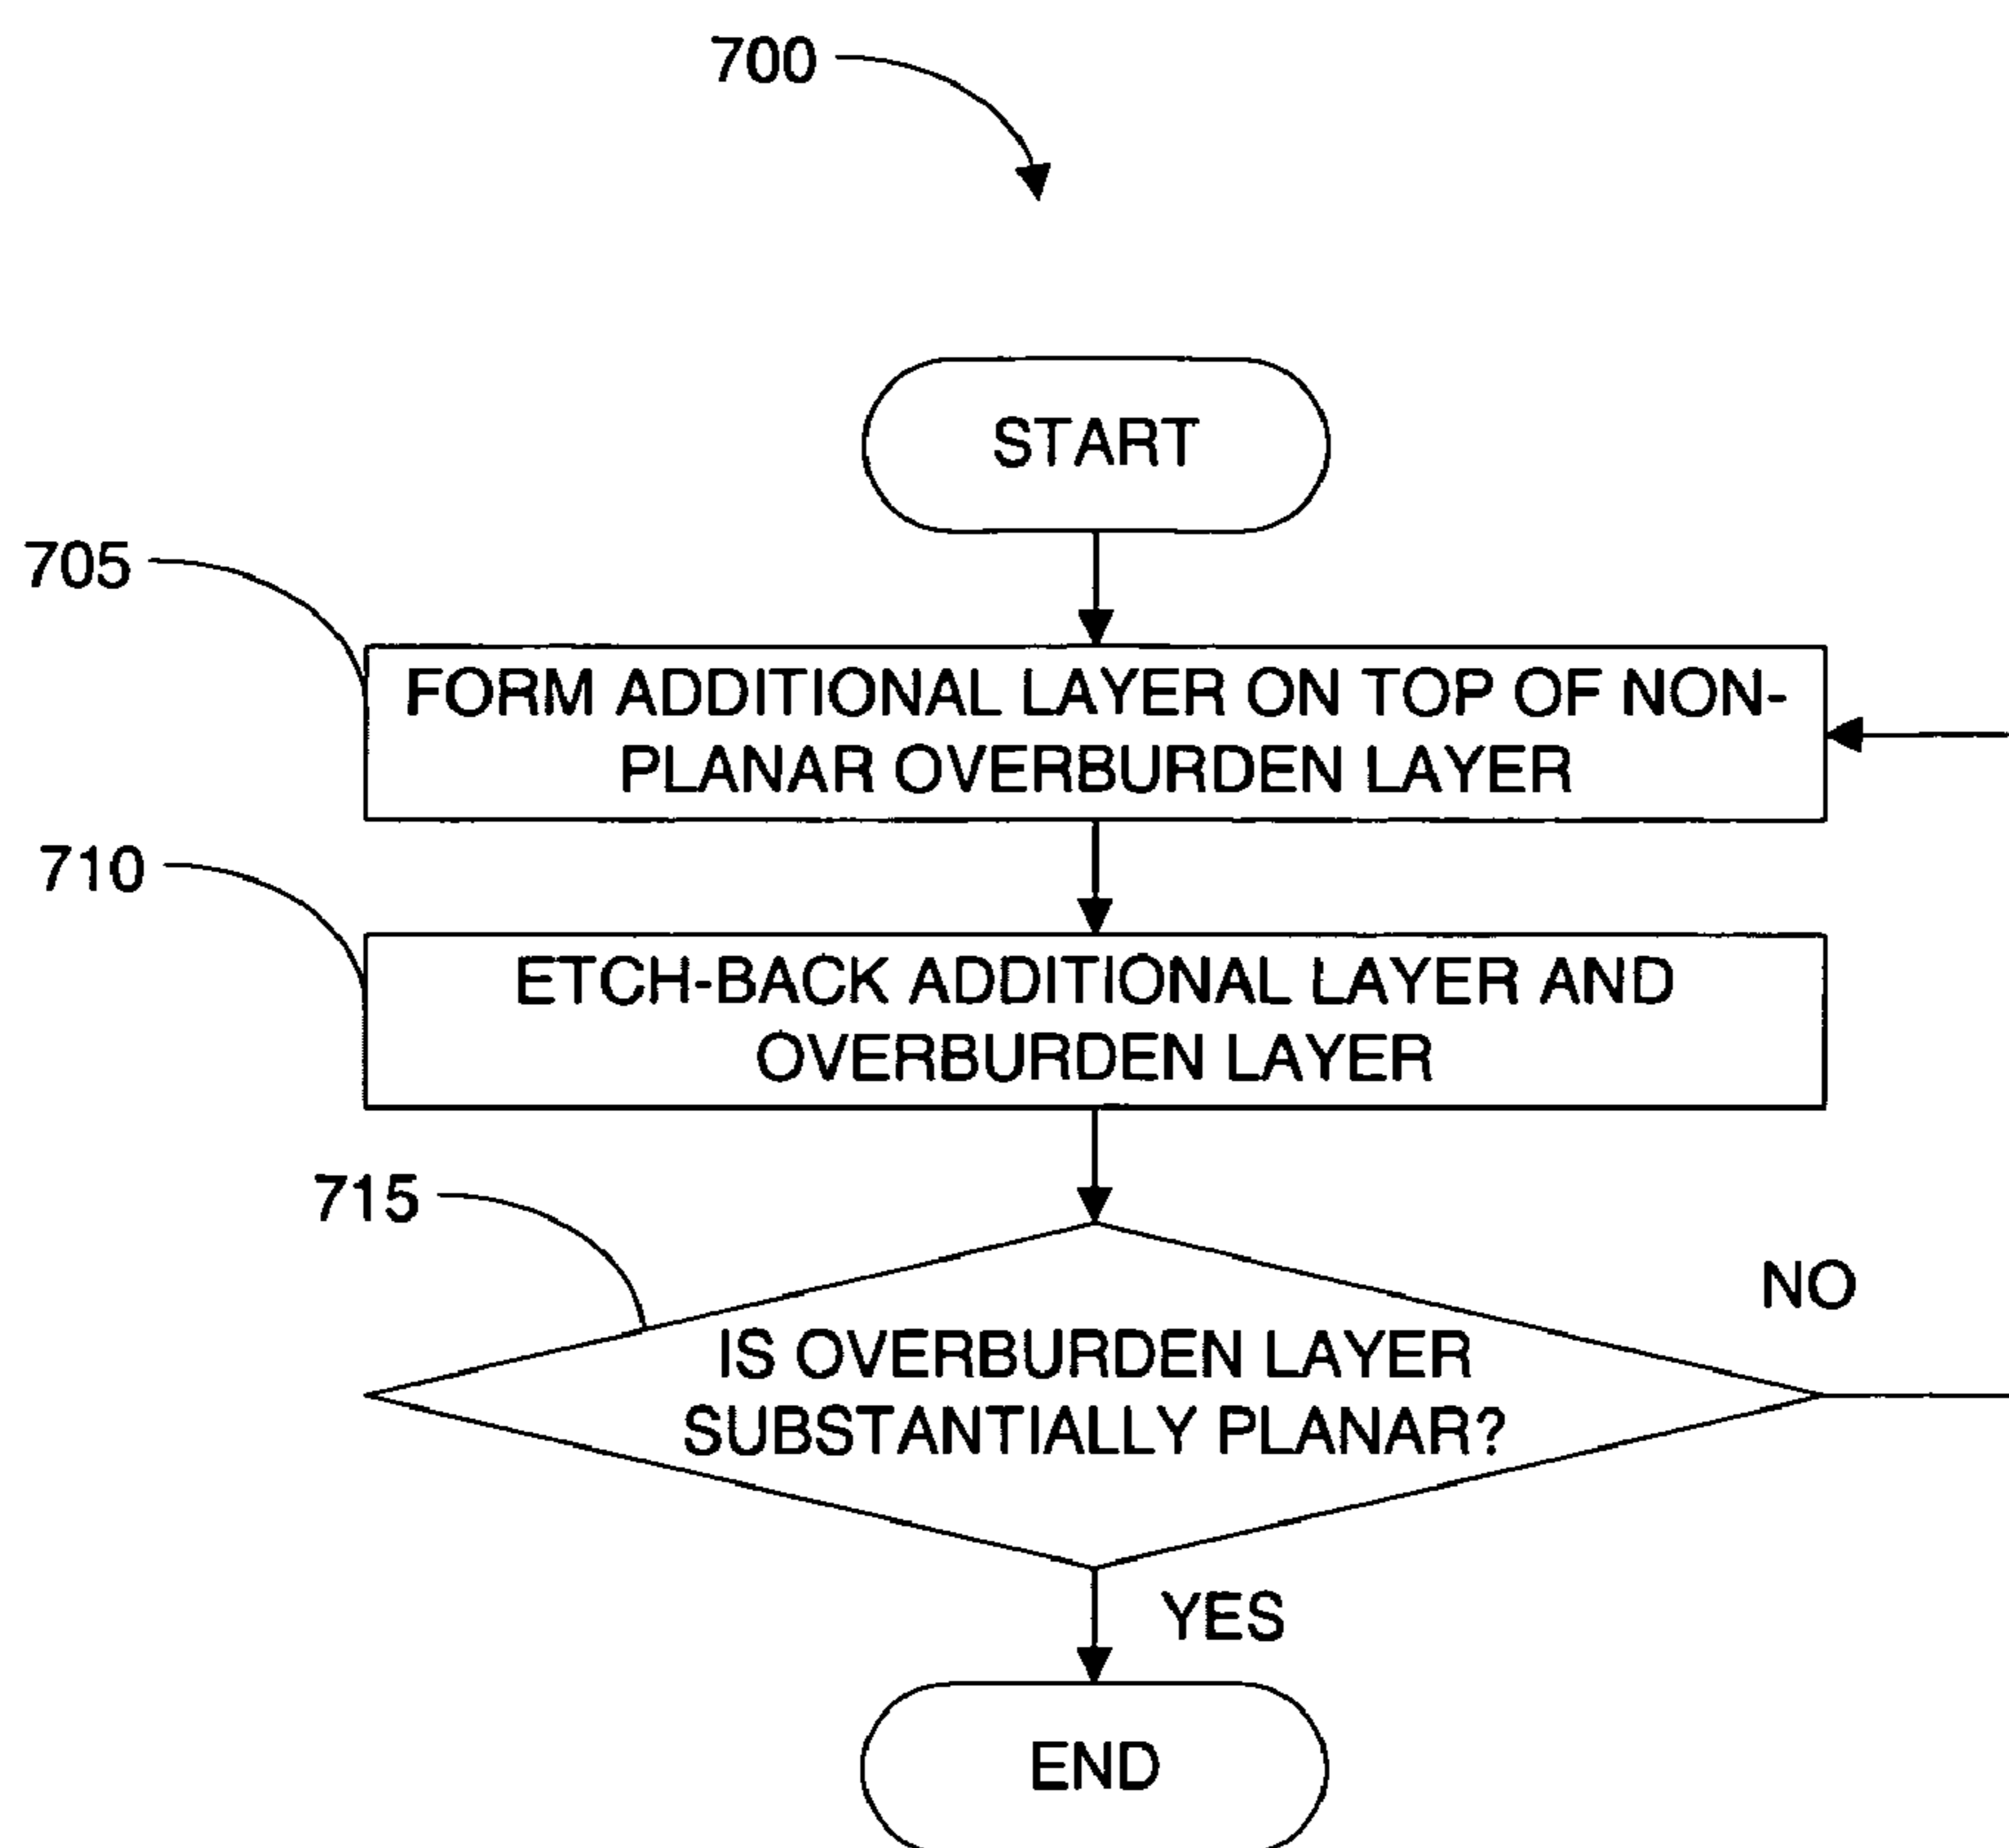 700
START
705
FORM ADDITIONAL LAYER ON TOP OF NON-
PLANAR OVERBURDEN LAYER
710
ETCH-BACK ADDITIONAL LAYER AND
OVERBURDEN LAYER
715
NO
IS OVERBURDEN LAYER
SUBSTANTIALLY PLANAR?
YES
END